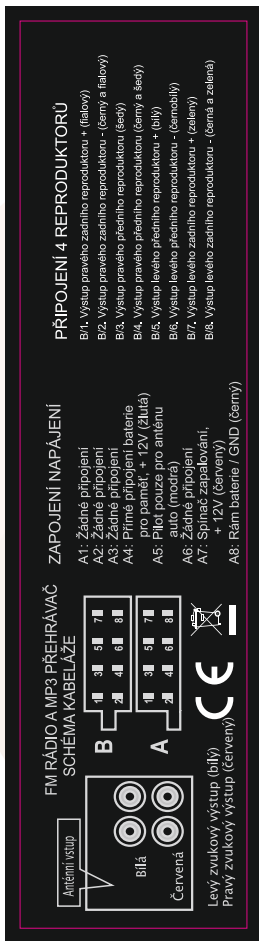 FM RÁDIO A MP3 PŘEHRÁVAČ
SCHÉMA KABELÁŽE
Anténní vstup
Bílá
Červená
B
1 3 5 7
2 4 6 8
A
1 3 5 7
2 4 6 8
Levý zvukový výstup (bílý)
Pravý zvukový výstup (červený)
CE
ZAPOJENÍ NAPÁJENÍ
A1: Žádné připojení
A2: Žádné připojení
A3: Žádné připojení
A4: Přímé připojení baterie
pro paměť, + 12V (žlutá)
A5: Pilot pouze pro anténu
auto (modrá)
A6: Žádné připojení
A7: Spínač zapalování,
+ 12V (červený)
A8: Rám baterie / GND (černý)
PŘIPOJENÍ 4 REPRODUKTORŮ
B/1. Výstup pravého zadního reproduktoru + (fialový)
B/2. Výstup pravého zadního reproduktoru - (černý a fialový)
B/3. Výstup pravého předního reproduktoru (šedý)
B/4. Výstup pravého předního reproduktoru (černý a šedý)
B/5. Výstup levého předního reproduktoru + (bílý)
B/6. Výstup levého předního reproduktoru - (černobílý)
B/7. Výstup levého zadního reproduktoru + (zelený)
B/8. Výstup levého zadního reproduktoru - (černá a zelená)